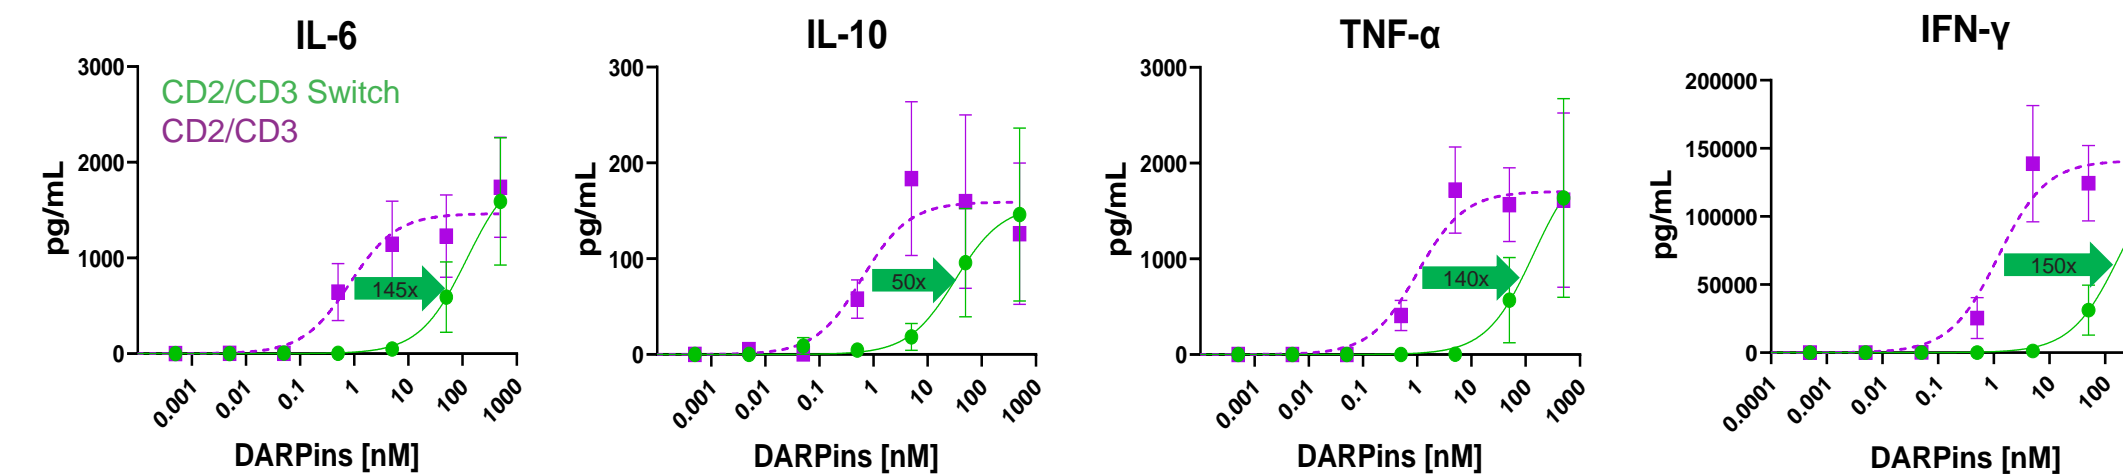 IL-6
3000
2000
1000
0
pg/mL
CD2/CD3 Switch
CD2/CD3
145x
0.001
0.01
0.1
1
10
100
1000
DARPins [nM]
IL-10
300
200
100
0
pg/mL
50x
0.001
0.01
0.1
1
10
100
1000
DARPins [nM]
TNF-α
3000
2000
1000
0
pg/mL
140x
0.001
0.01
0.1
1
10
100
1000
DARPins [nM]
IFN-γ
200000
150000
100000
50000
0
pg/mL
150x
0.0001
0.001
0.01
0.1
1
10
100
DARPins [nM]